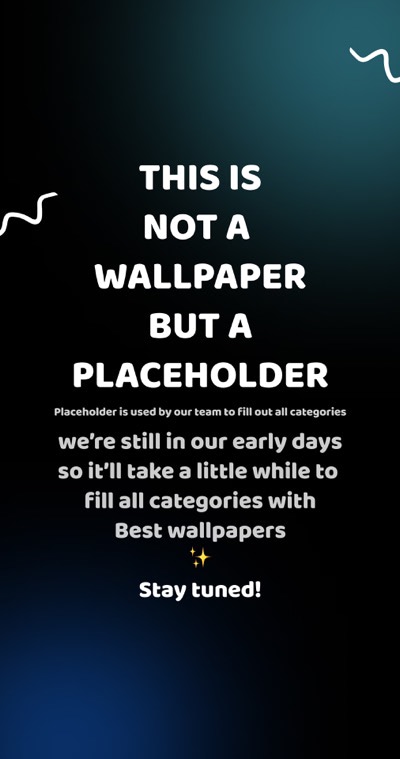 THIS IS
NOT A
WALLPAPER
BUT A
PLACEHOLDER
Placeholder is used by our team to fill out all categories
we're still in our early days
so it'll take a little while to
fill all categories with
Best wallpapers
✨
Stay tuned!